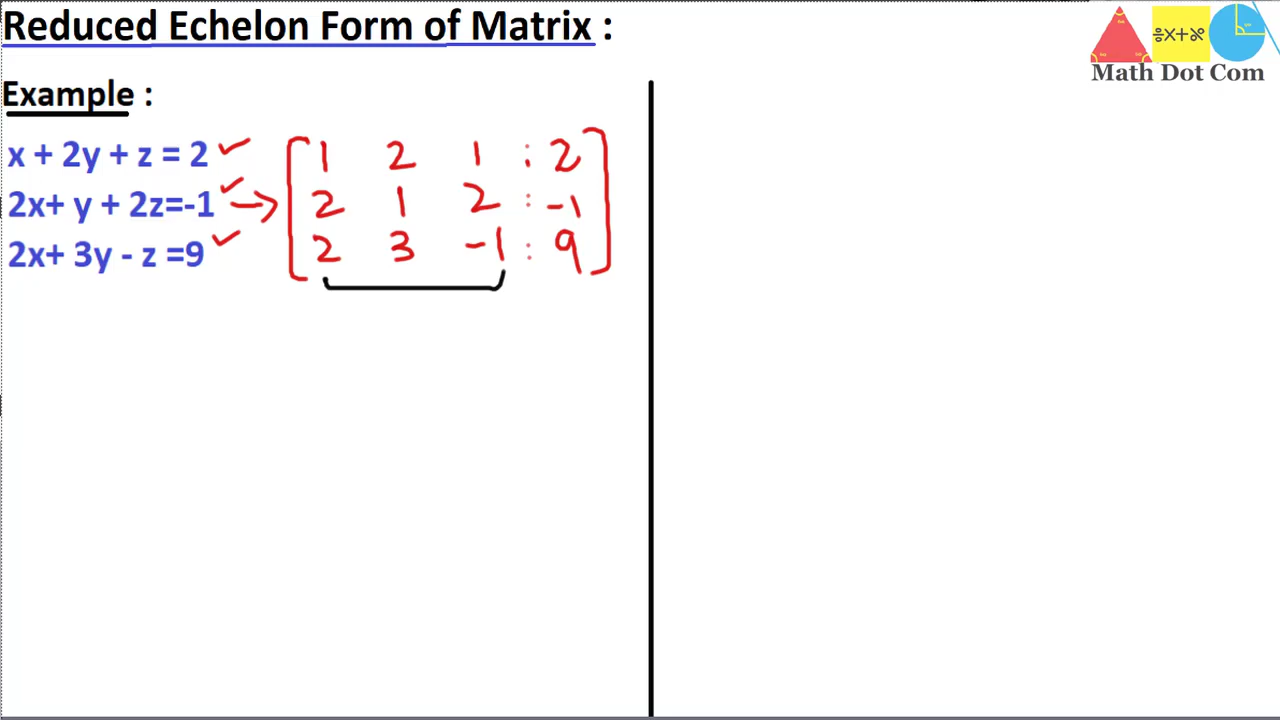 Reduced Echelon Form of Matrix :
÷×+%
Math Dot Com
Example :
x + 2y + z = 2
2x+ y + 2z=-1
2x+ 3y - z =9
1 2 1 : 2
2 1 2 : -1
2 3 -1 : 9